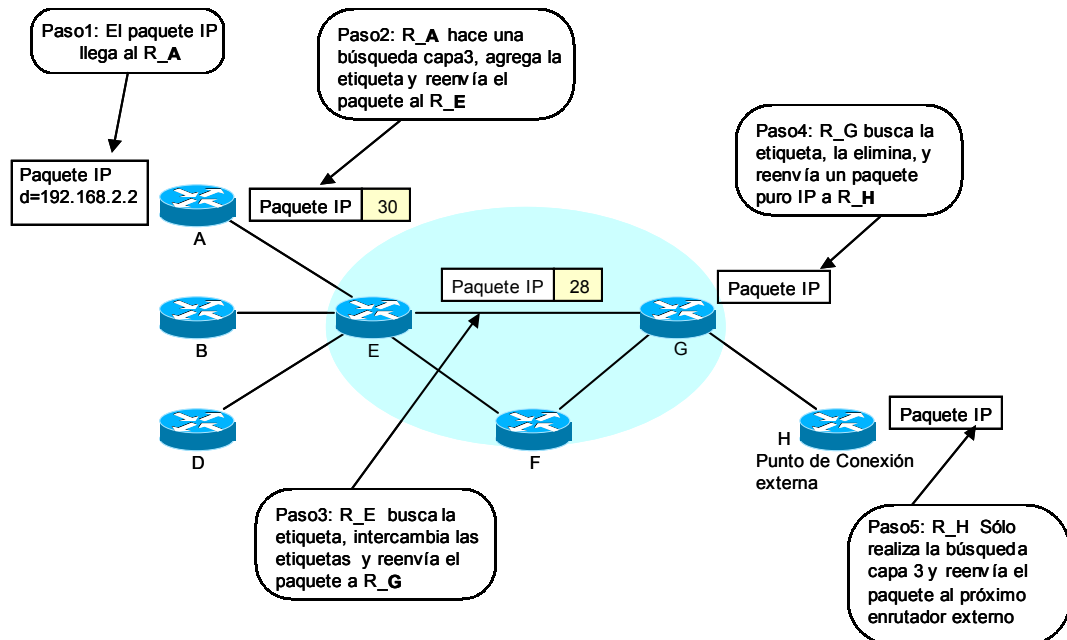 Paso1: El paquete IP
llega al R_A
Paso2: R_A hace una
búsqueda capa3, agrega la
etiqueta y reenvía el
paquete al R_E
Paso4: R_G busca la
etiqueta, la elimina, y
reenvía un paquete
puro IP a R_H
Paquete IP
d=192.168.2.2
Paquete IP 30
A
Paquete IP 28
Paquete IP
B
E
G
D
F
Paquete IP
H
Punto de Conexión
externa
Paso3: R_E busca la
etiqueta, intercambia las
etiquetas y reenvía el
paquete a R_G
Paso5: R_H Sólo
realiza la búsqueda
capa 3 y reenvía el
paquete al próximo
enrutador externo